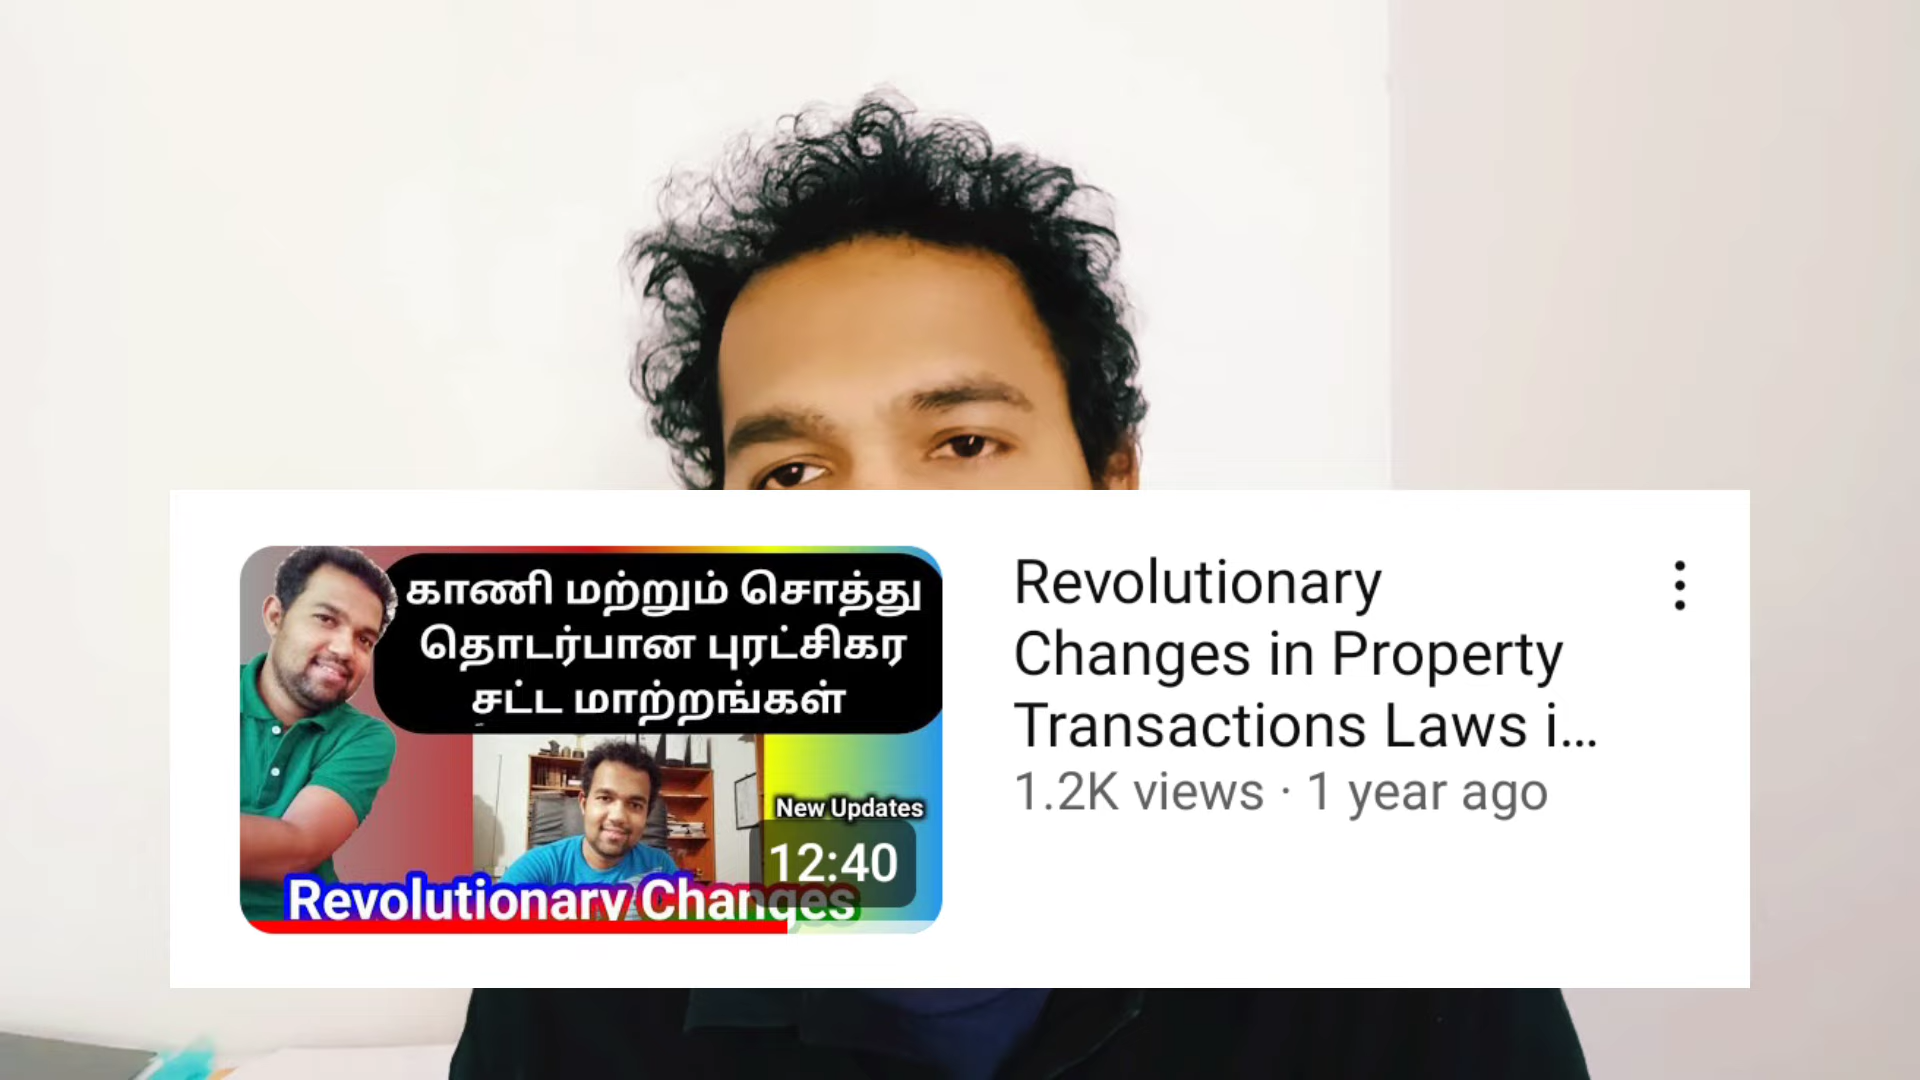 காணி மற்றும் சொத்து
தொடர்பான புரட்சிகர
சட்ட மாற்றங்கள்
New Updates
12:40
Revolutionary Changes
Revolutionary
Changes in Property
Transactions Laws i...
1.2K views · 1 year ago